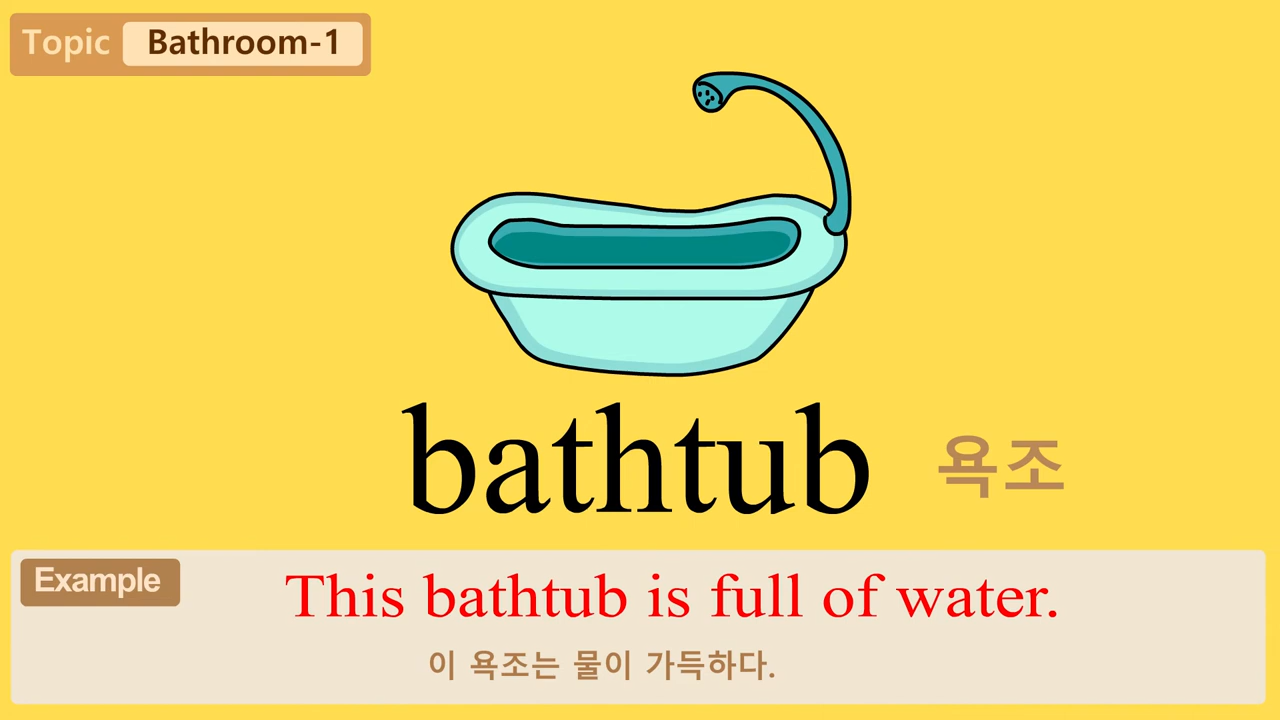 Topic Bathroom-1
bathtub 욕조
Example This bathtub is full of water.
이 욕조는 물이 가득하다.